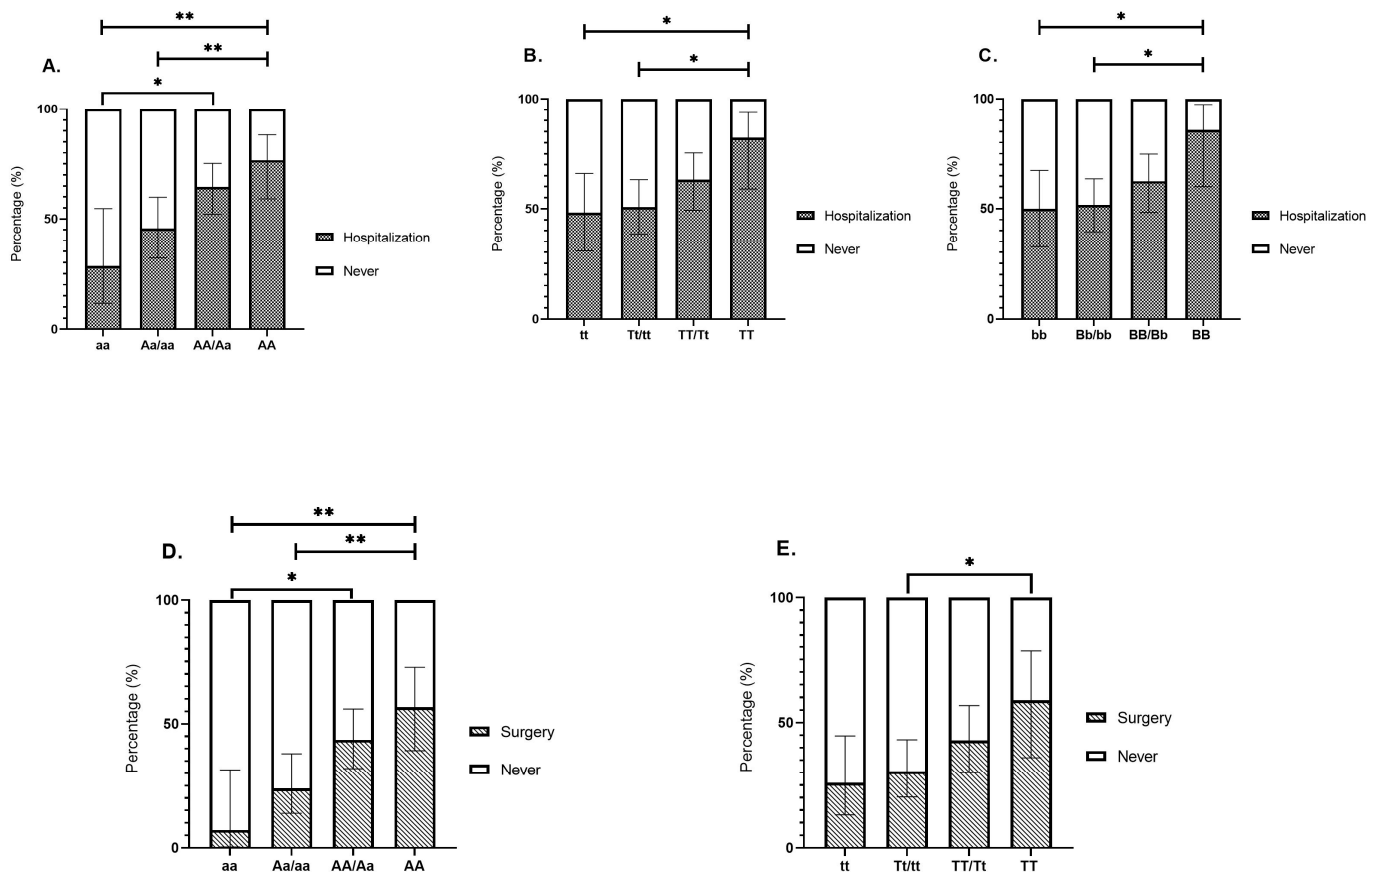 **
**
A.
*
100
50
0
Percentage (%)
aa Aa/aa AA/Aa AA
Hospitalization
Never
*
B.
*
100
50
0
Percentage (%)
tt Tt/tt TT/Tt TT
Hospitalization
Never
*
C.
*
100
50
0
Percentage (%)
bb Bb/bb BB/Bb BB
Hospitalization
Never
**
D.
**
*
100
50
0
Percentage (%)
aa Aa/aa AA/Aa AA
Surgery
Never
E.
*
100
50
0
Percentage (%)
tt Tt/tt TT/Tt TT
Surgery
Never